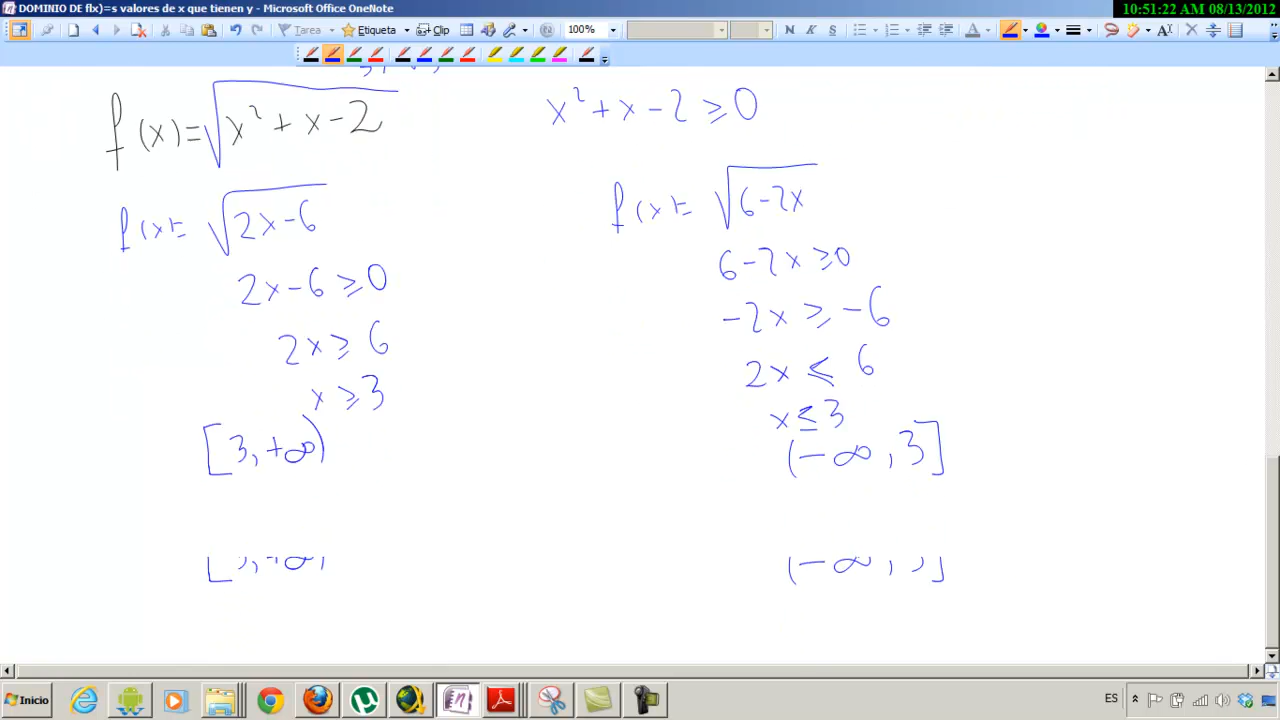 DOMINIO DE f(x)=s valores de x que tienen y - Microsoft Office OneNote
10:51:22 AM 08/13/2012
Tarea Etiqueta Clip 100% N K S A
f(x)=√x²+x-2
x²+x-2≥0
f(x)=√2x-6
2x-6≥0
2x≥6
x≥3
[3,+∞)
f(x)=√6-2x
6-2x≥0
-2x≥-6
2x≤6
x≤3
(-∞,3]
(-∞,
Inicio
ES